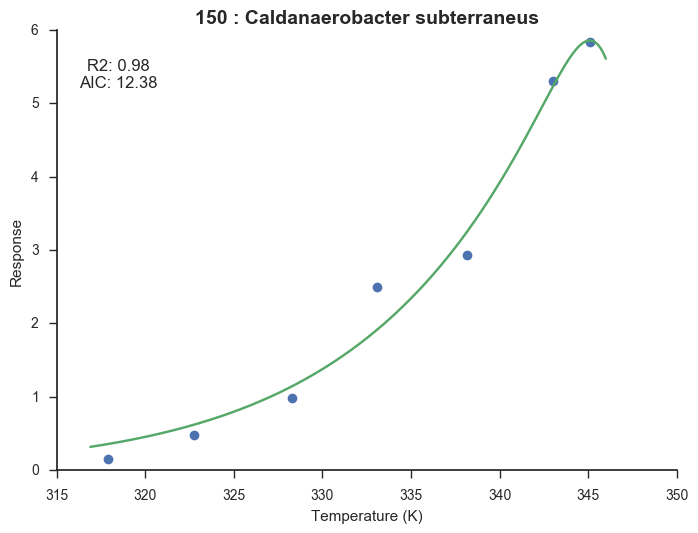 150 : Caldanaerobacter subterraneus
R2: 0.98
AIC: 12.38
6
5
4
3
2
1
0
Response
315 320 325 330 335 340 345 350
Temperature (K)